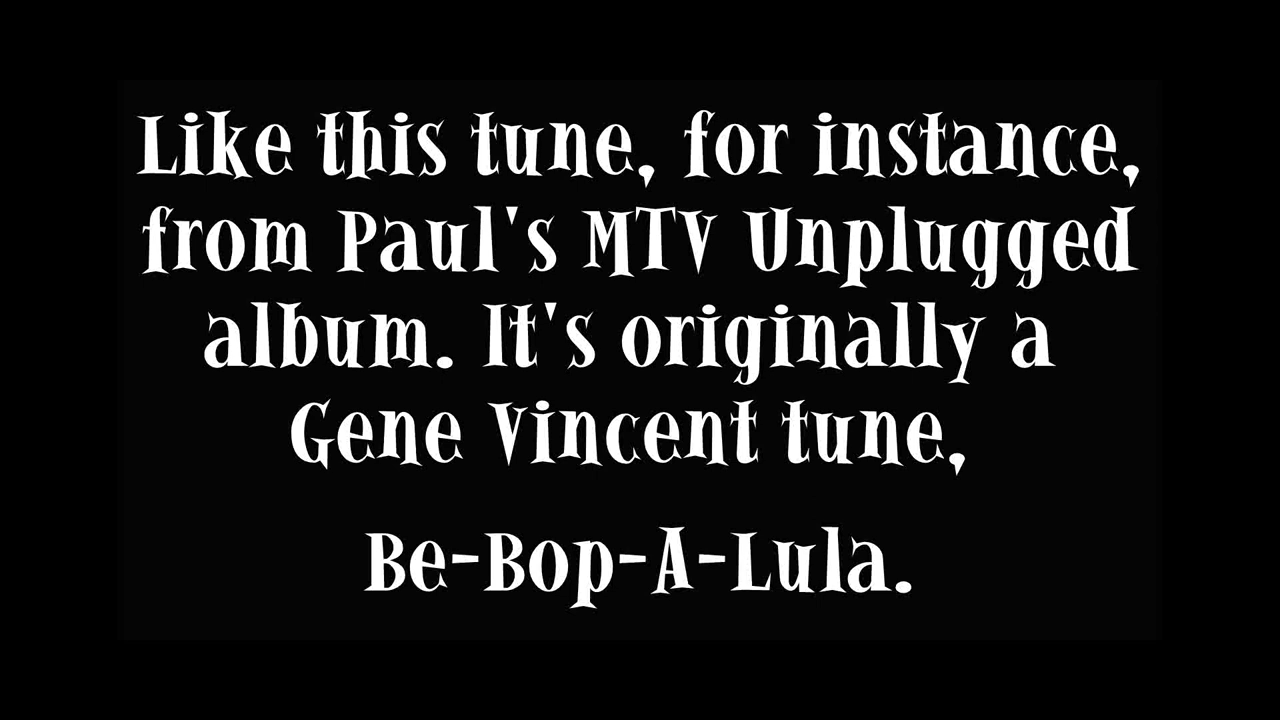 Like this tune, for instance,
from Paul's MTV Unplugged
album. It's originally a
Gene Vincent tune,
Be-Bop-A-Lula.